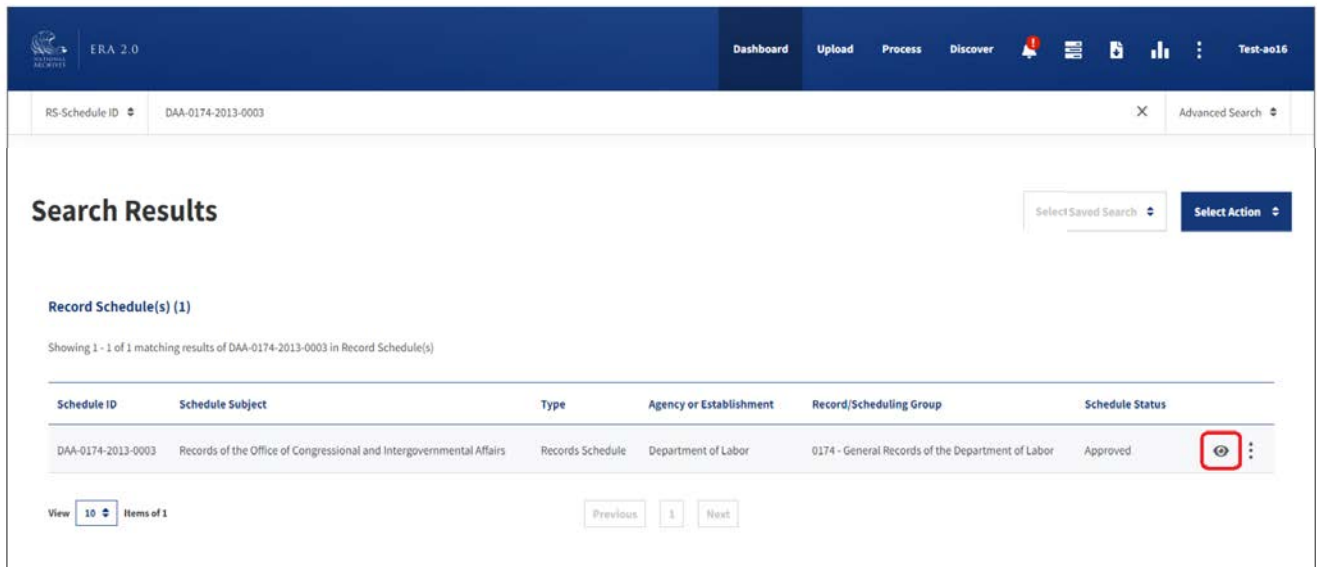 NATIONAL ARCHIVES
ERA 2.0
Dashboard Upload Process Discover Test-ao16
RS-Schedule ID DAA-0174-2013-0003 Advanced Search
Search Results
Select Saved Search Select Action
Record Schedule(s) (1)
Showing 1 - 1 of 1 matching results of DAA-0174-2013-0003 in Record Schedule(s)
Schedule ID Schedule Subject Type Agency or Establishment Record/Scheduling Group Schedule Status
DAA-0174-2013-0003 Records of the Office of Congressional and Intergovernmental Affairs Records Schedule Department of Labor 0174 - General Records of the Department of Labor Approved
View 10 Items of 1 Previous 1 Next